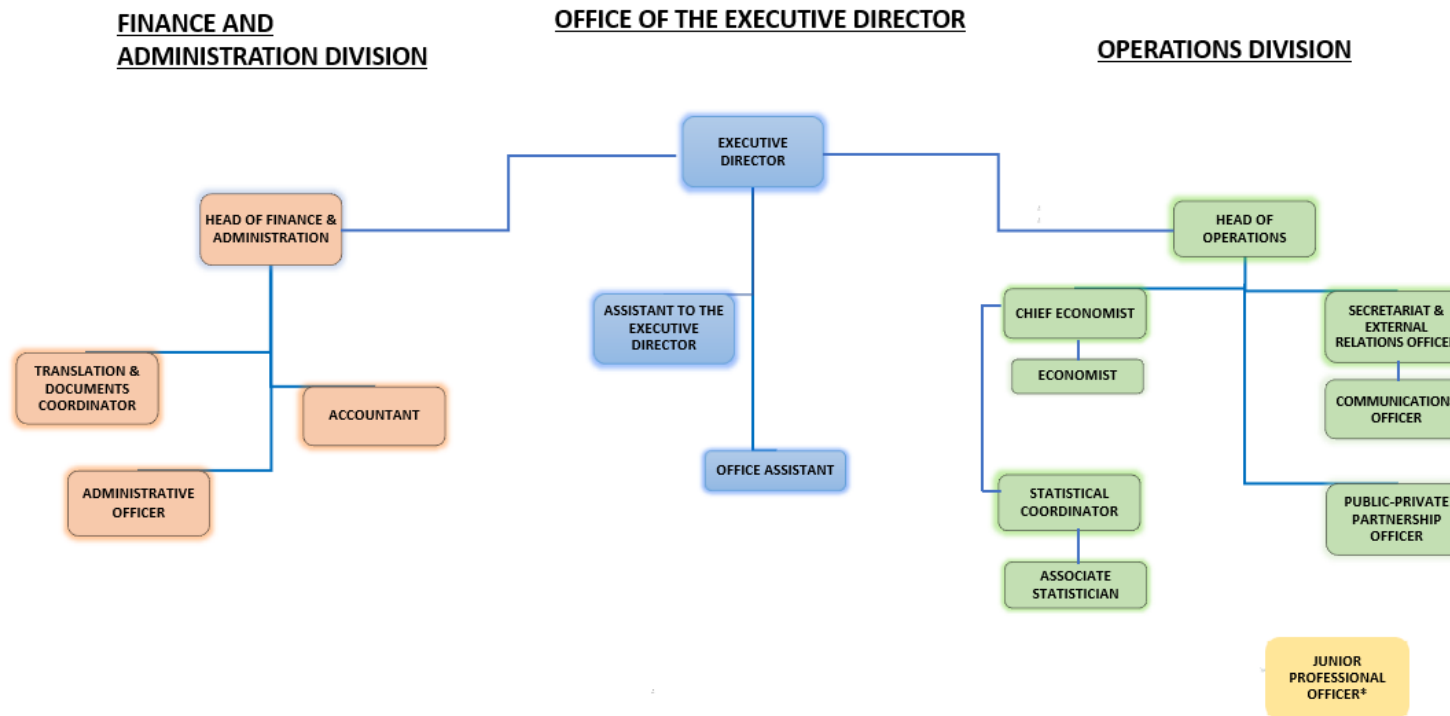 FINANCE AND
ADMINISTRATION DIVISION
OFFICE OF THE EXECUTIVE DIRECTOR
OPERATIONS DIVISION
EXECUTIVE
DIRECTOR
HEAD OF FINANCE &
ADMINISTRATION
HEAD OF
OPERATIONS
ASSISTANT TO THE
EXECUTIVE
DIRECTOR
CHIEF ECONOMIST
SECRETARIAT &
EXTERNAL
RELATIONS OFFICER
ECONOMIST
TRANSLATION &
DOCUMENTS
COORDINATOR
ACCOUNTANT
COMMUNICATION
OFFICER
OFFICE ASSISTANT
ADMINISTRATIVE
OFFICER
STATISTICAL
COORDINATOR
PUBLIC-PRIVATE
PARTNERSHIP
OFFICER
ASSOCIATE
STATISTICIAN
JUNIOR
PROFESSIONAL
OFFICER*